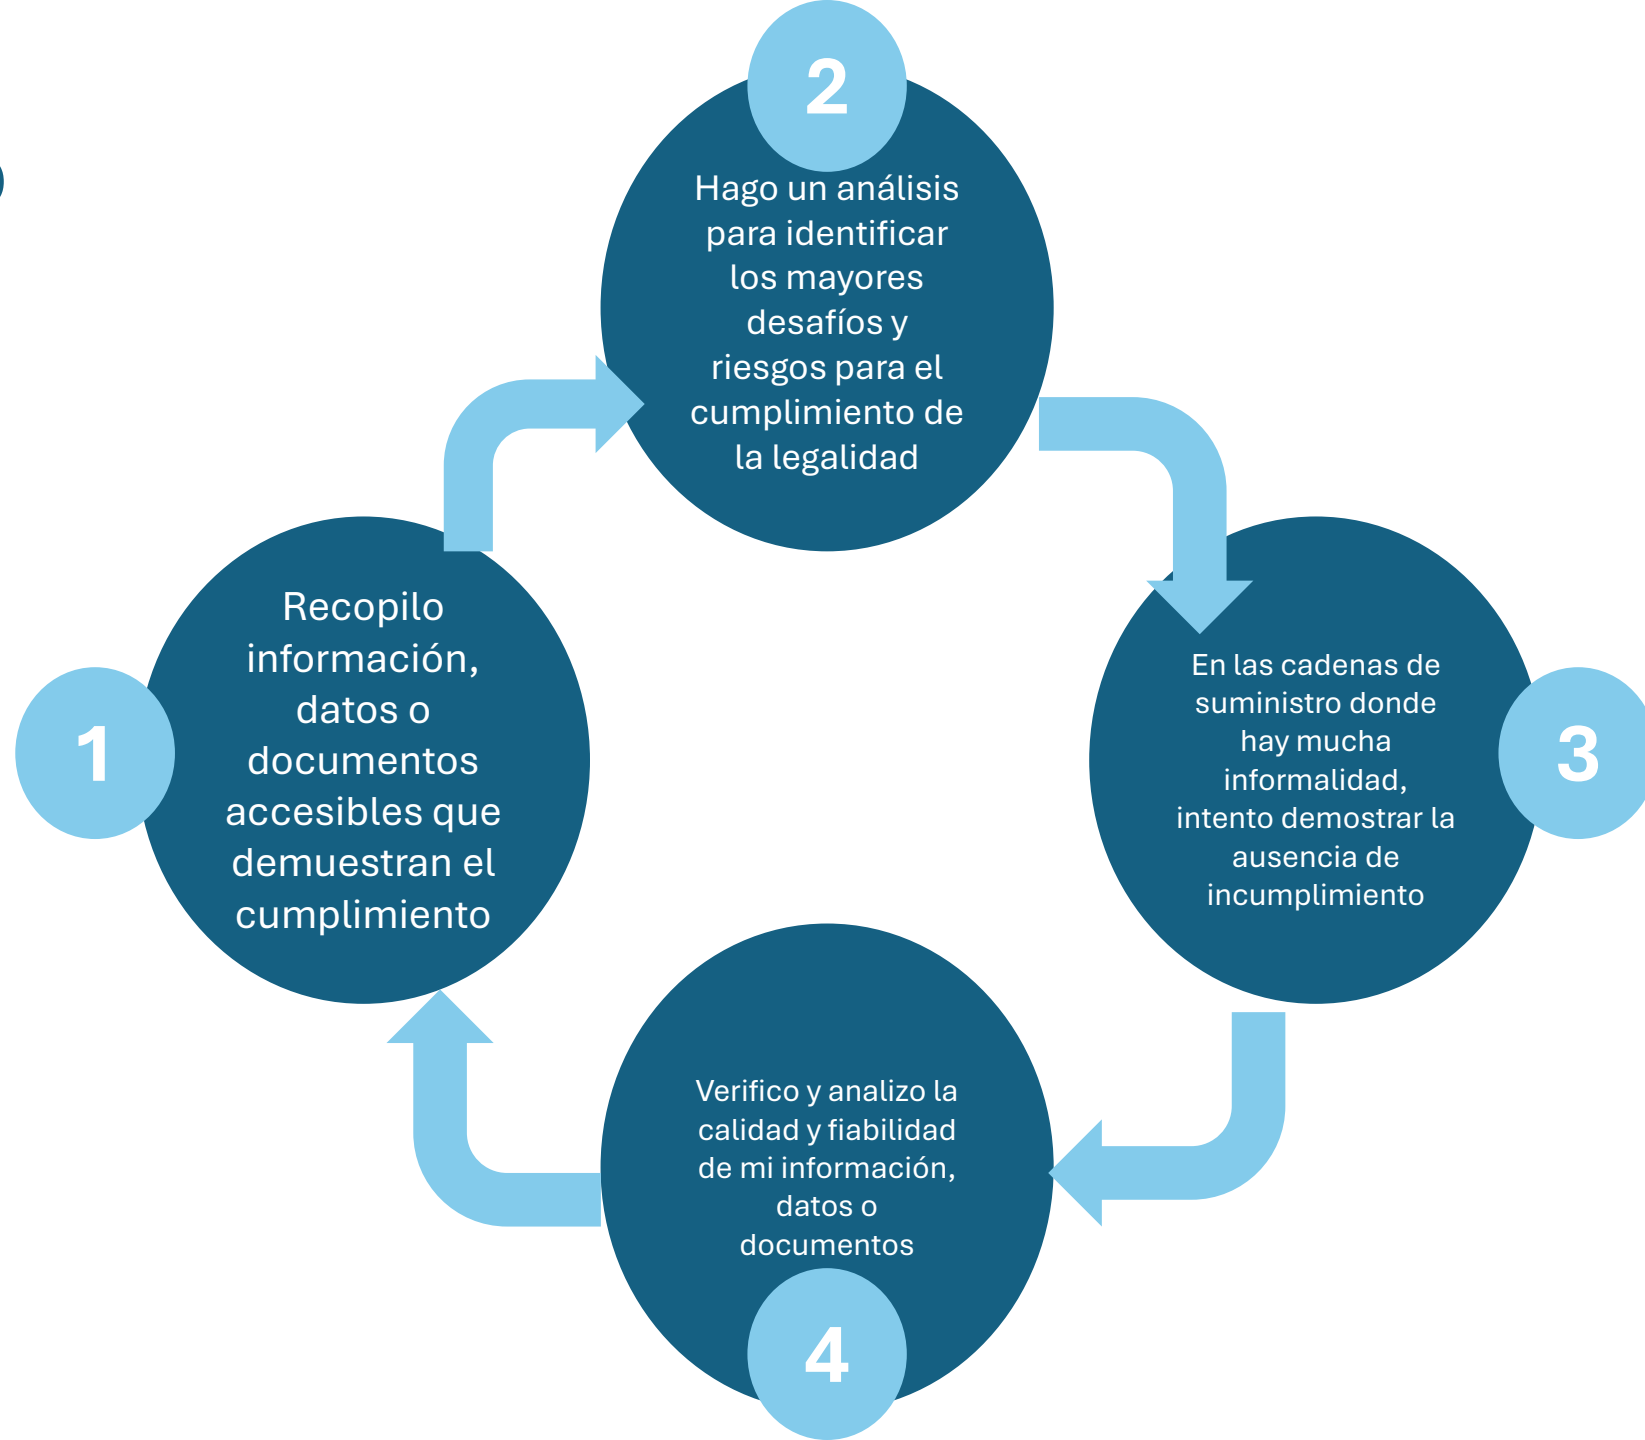 1
Recopilo
información,
datos o
documentos
accesibles que
demuestran el
cumplimiento
2
Hago un análisis
para identificar
los mayores
desafíos y
riesgos para el
cumplimiento de
la legalidad
3
En las cadenas de
suministro donde
hay mucha
informalidad,
intento demostrar la
ausencia de
incumplimiento
Verifico y analizo la
calidad y fiabilidad
de mi información,
datos o
documentos
4